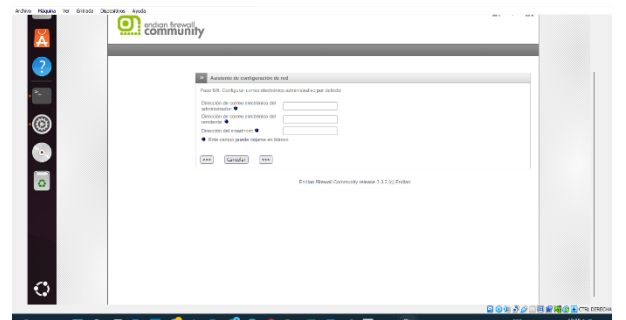 Archivo Máquina Ver Entrada Dispositivos Ayuda
endian firewall
community
Asistente de configuración de red
Paso 6/8: Configurar correo electrónico administrador por defecto
Dirección de correo electrónico del
administrador
Dirección de correo electrónico del
remitente
Dirección del smarthost
Este campo puede dejarse en blanco.
<<< Cancelar >>>
Endian Firewall Community release 3.3.2 (c) Endian
CTRL DERECHA